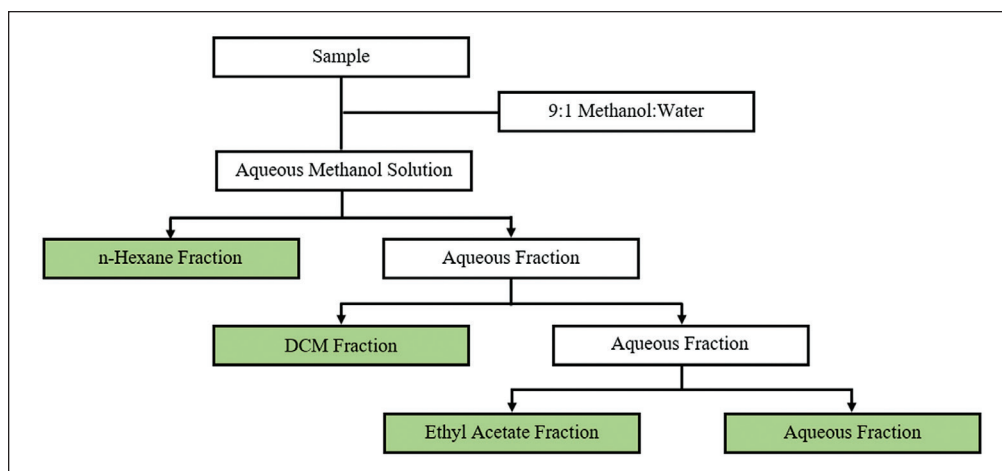 Sample
9:1 Methanol:Water
Aqueous Methanol Solution
n-Hexane Fraction
Aqueous Fraction
DCM Fraction
Aqueous Fraction
Ethyl Acetate Fraction
Aqueous Fraction